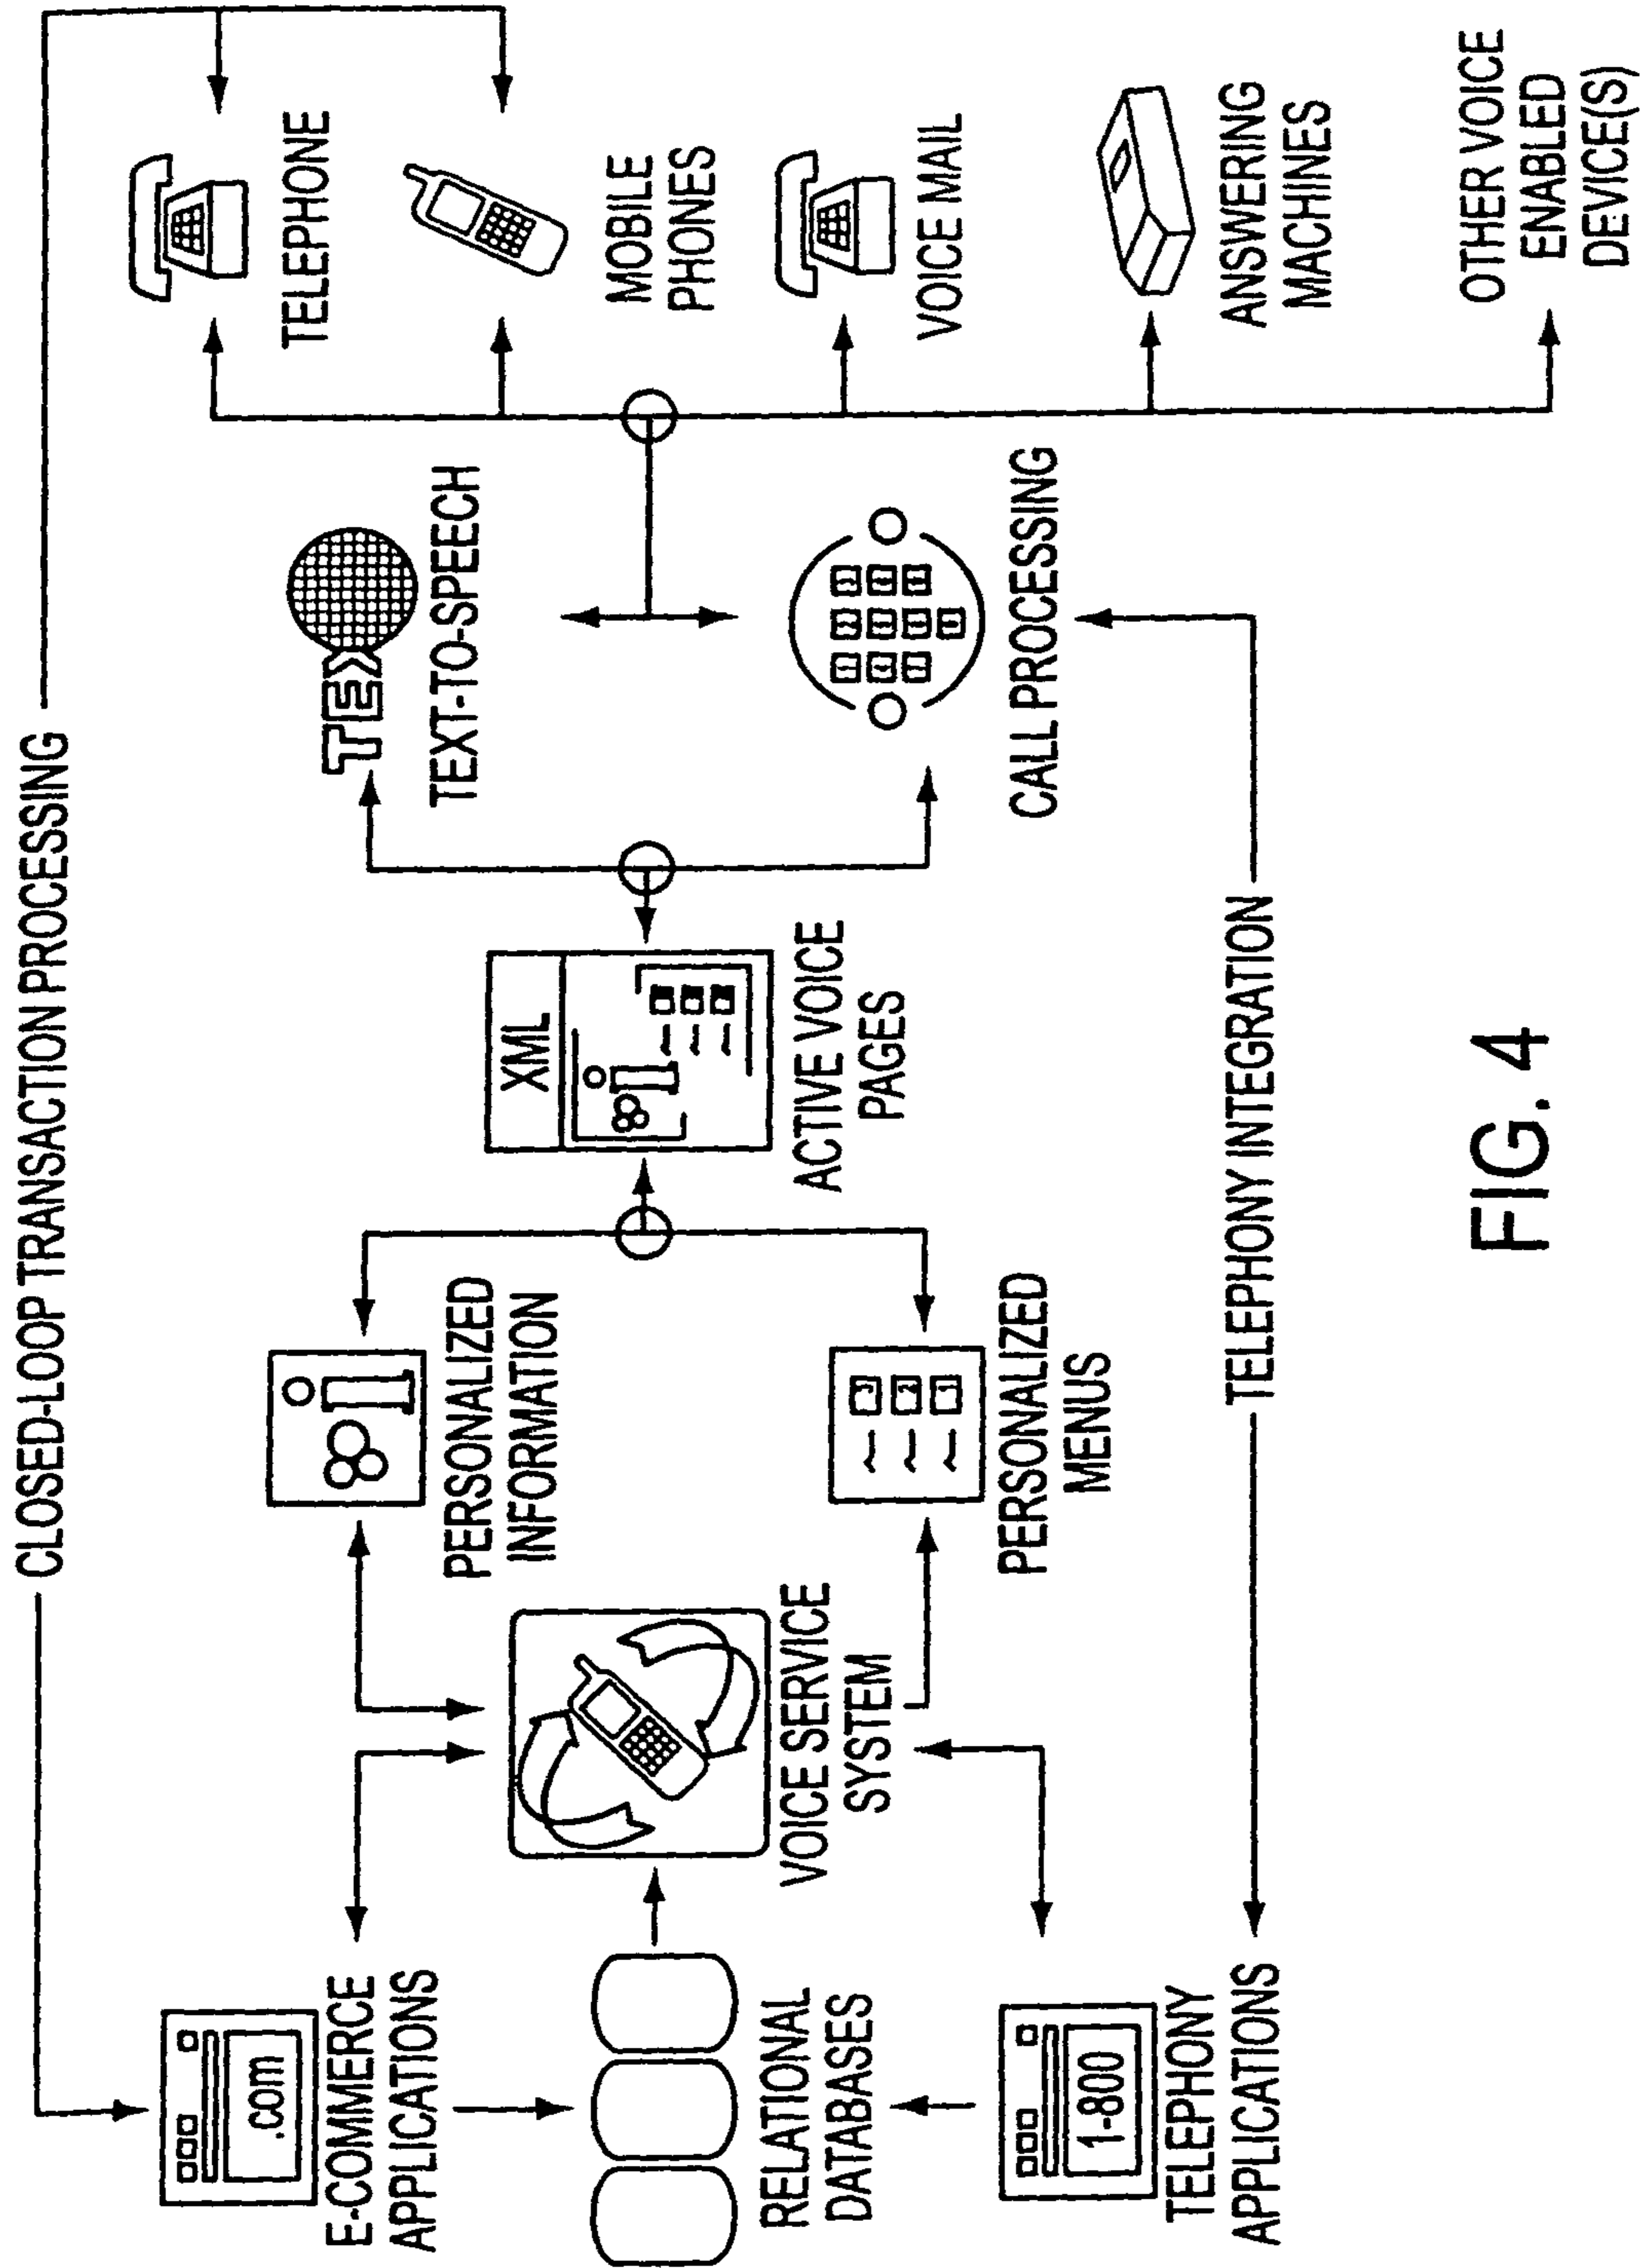 CLOSED-LOOP TRANSACTION PROCESSING
.com
E-COMMERCE
APPLICATIONS
RELATIONAL
DATABASES
1-800
TELEPHONY
APPLICATIONS
VOICE SERVICE
SYSTEM
PERSONALIZED
INFORMATION
PERSONALIZED
MENUS
XML
ACTIVE VOICE
PAGES
TEX
TEXT-TO-SPEECH
CALL PROCESSING
TELEPHONE
MOBILE
PHONES
VOICE MAIL
ANSWERING
MACHINES
OTHER VOICE
ENABLED
DEVICE(S)
TELEPHONY INTEGRATION
FIG. 4